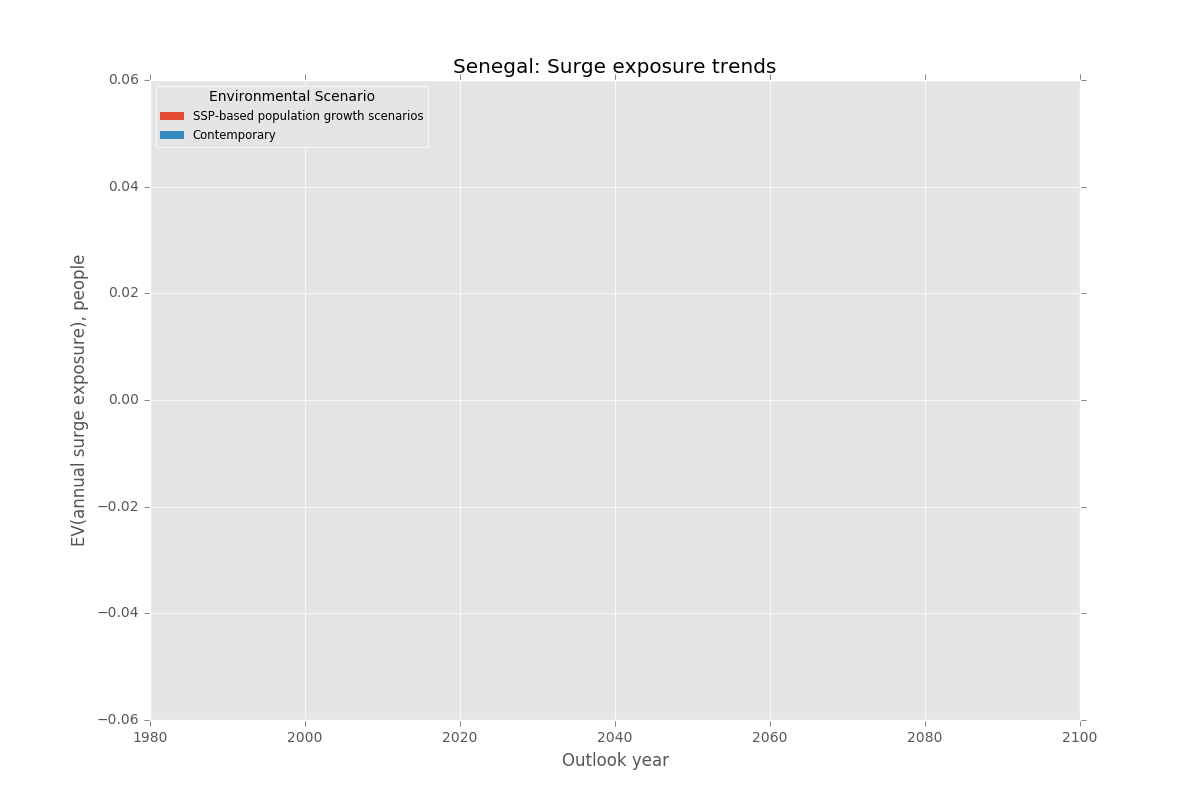 Senegal: Surge exposure trends
Environmental Scenario
SSP-based population growth scenarios
Contemporary
EV(annual surge exposure), people
0.06
0.04
0.02
0.00
−0.02
−0.04
−0.06
1980 2000 2020 2040 2060 2080 2100
Outlook year